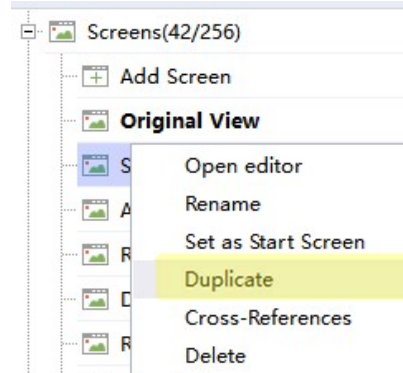 Screens(42/256)
Add Screen
Original View
S
Open editor
A
Rename
Set as Start Screen
R
Duplicate
D
Cross-References
R
Delete